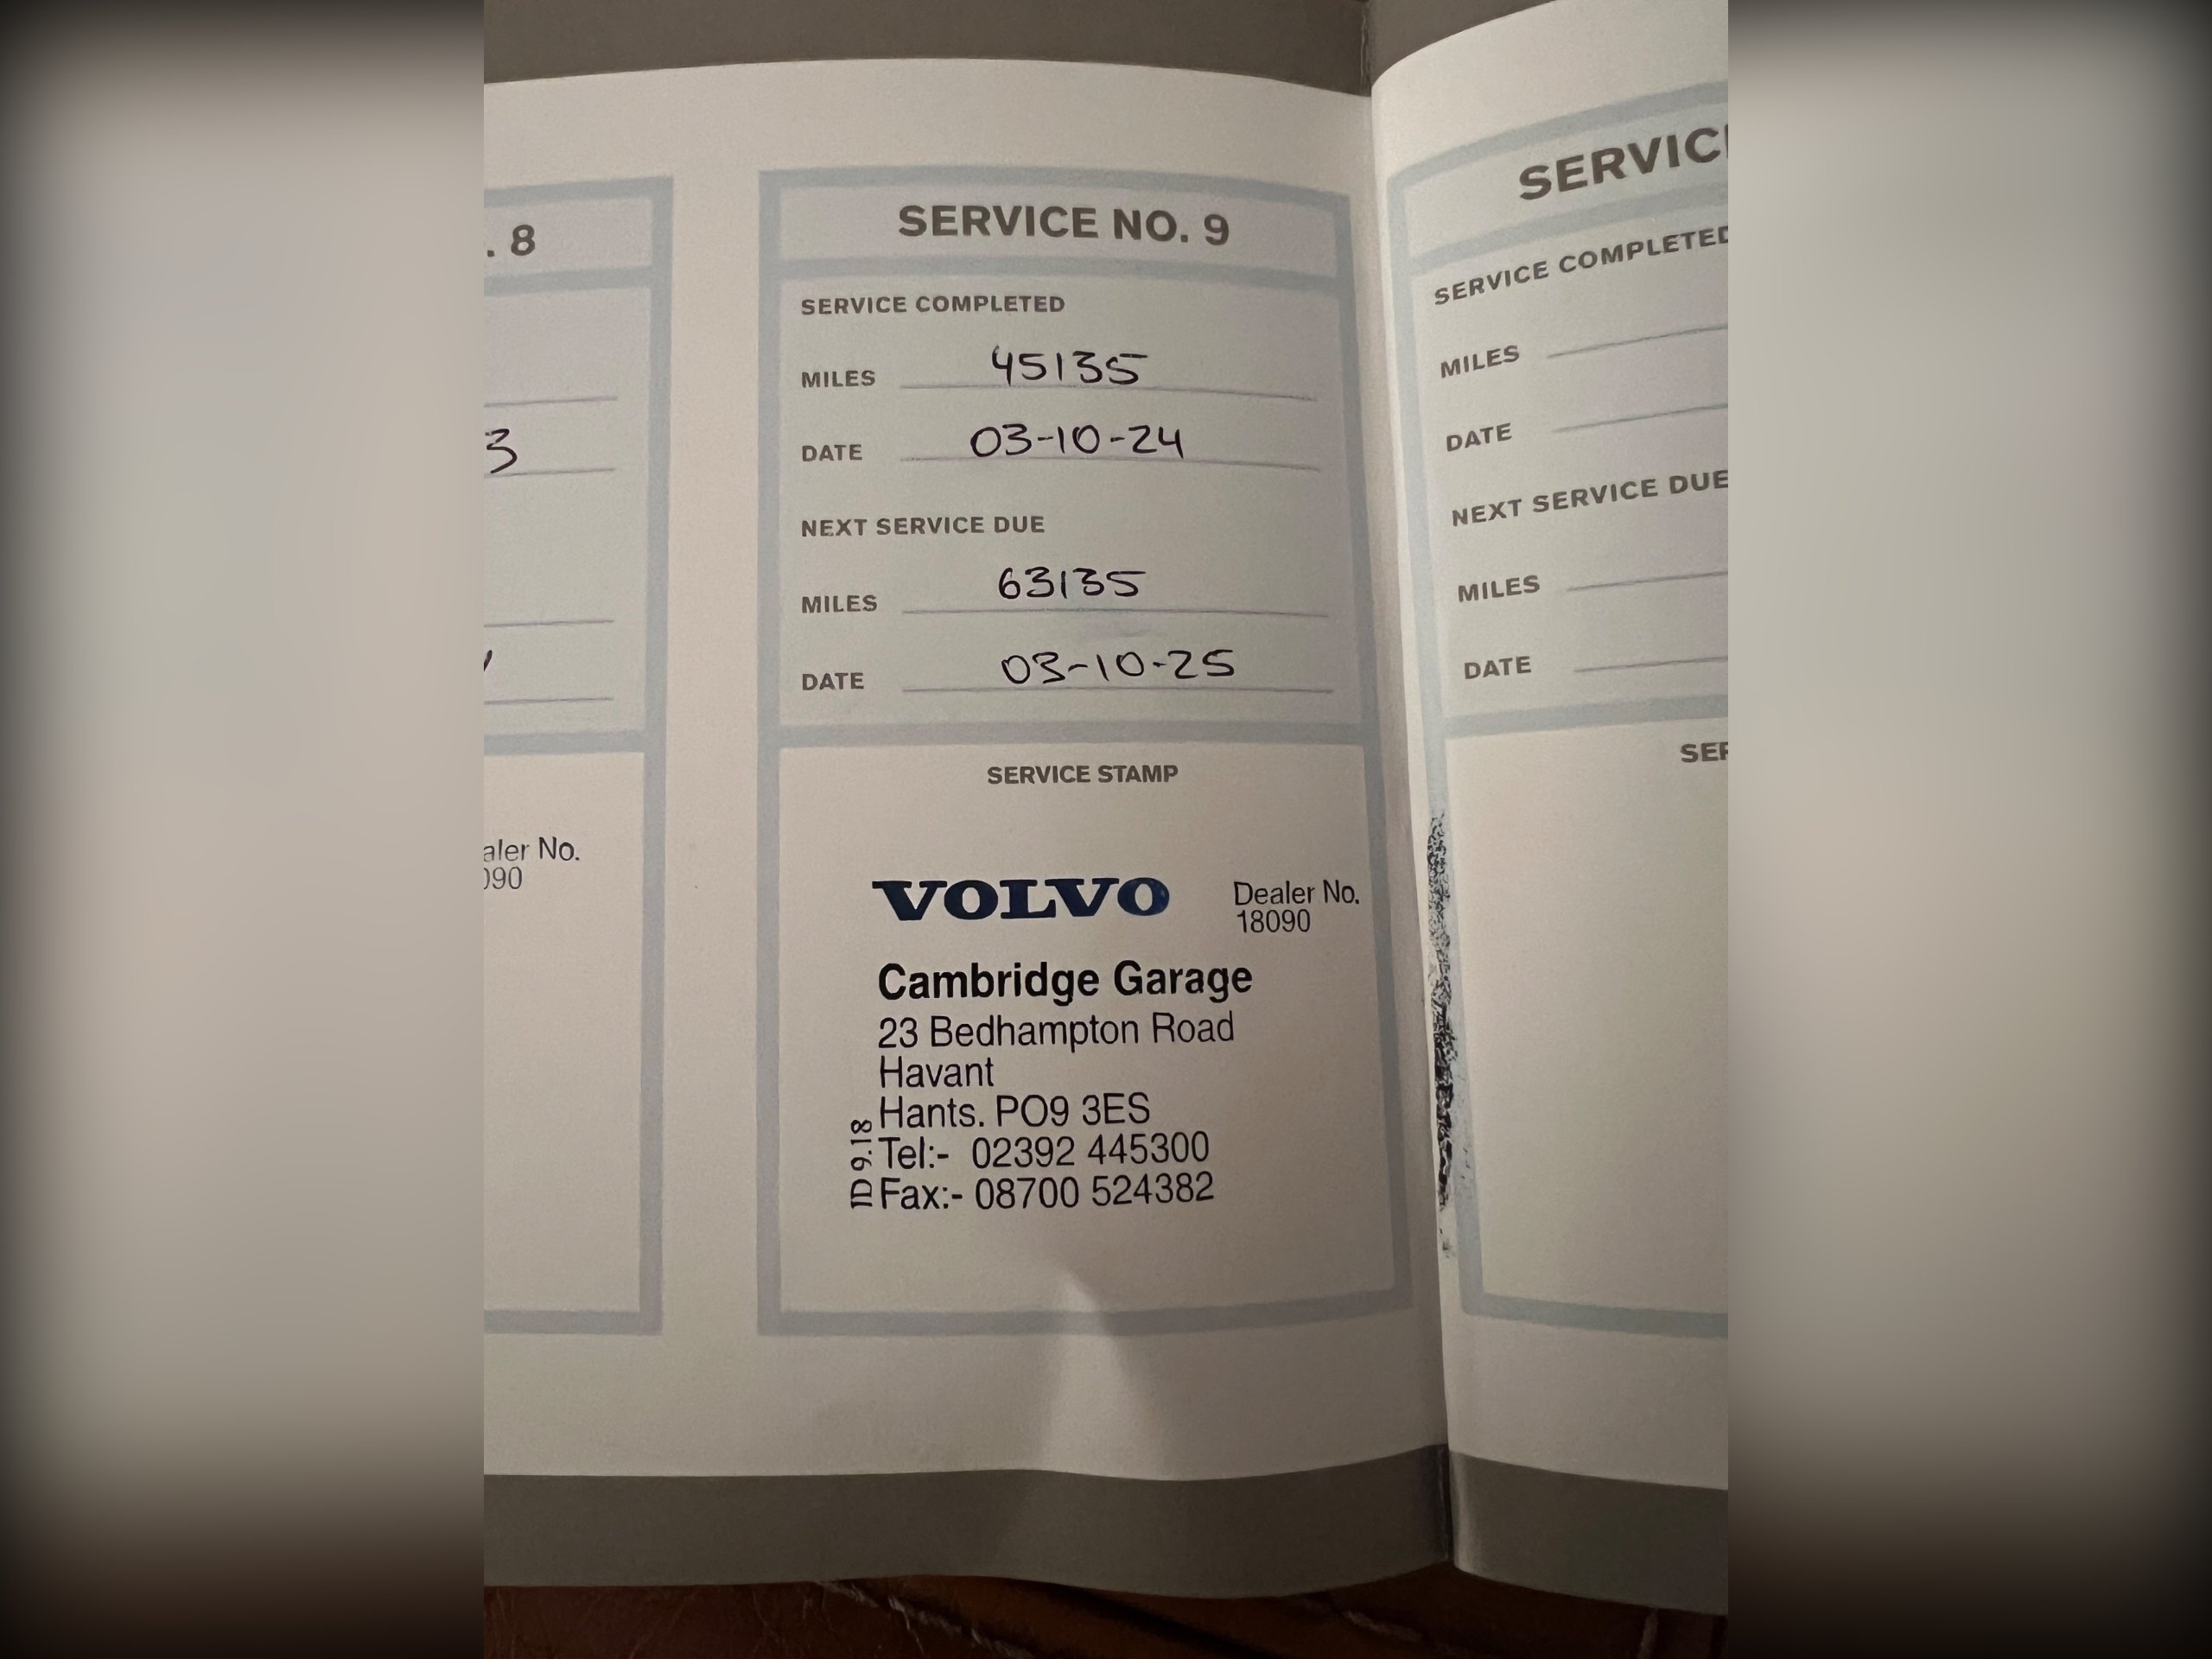 . 8
3
aler No.
090
SERVICE NO. 9
SERVICE COMPLETED
MILES 45135
DATE 03-10-24
NEXT SERVICE DUE
MILES 63135
DATE 03-10-25
SERVICE STAMP
VOLVO
Dealer No.
18090
Cambridge Garage
23 Bedhampton Road
Havant
Hants. PO9 3ES
Tel:- 02392 445300
Fax:- 08700 524382
ID 9.18
SERVIC
SERVICE COMPLETED
MILES
DATE
NEXT SERVICE DUE
MILES
DATE
SER